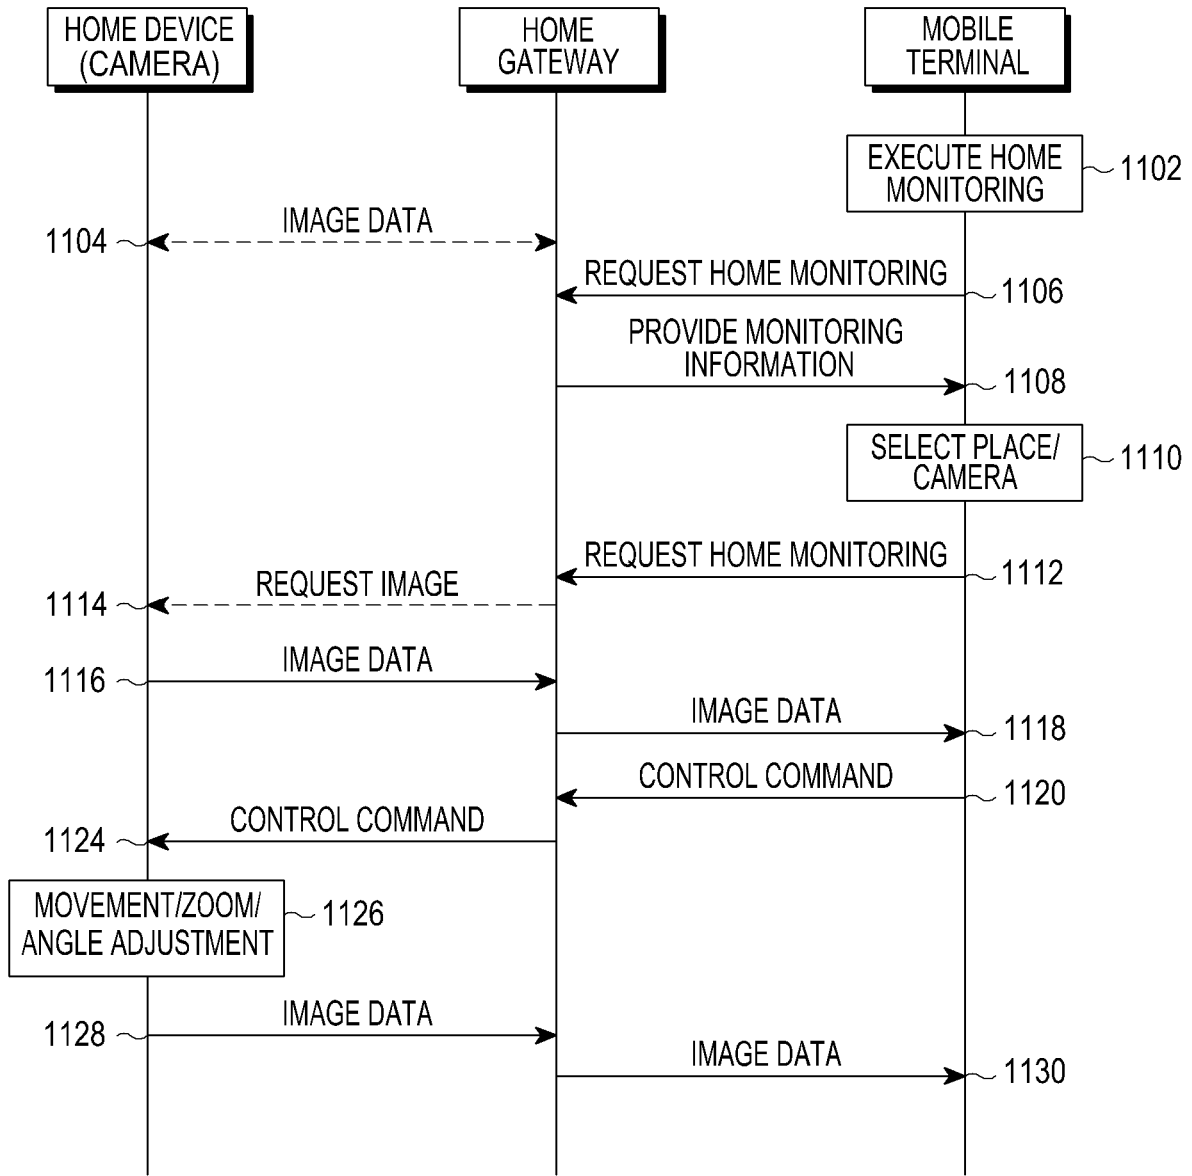 HOME DEVICE
(CAMERA)
HOME
GATEWAY
MOBILE
TERMINAL
EXECUTE HOME
MONITORING
1102
IMAGE DATA
1104
REQUEST HOME MONITORING
1106
PROVIDE MONITORING
INFORMATION
1108
SELECT PLACE/
CAMERA
1110
REQUEST HOME MONITORING
1112
REQUEST IMAGE
1114
IMAGE DATA
1116
IMAGE DATA
1118
CONTROL COMMAND
1120
CONTROL COMMAND
1124
MOVEMENT/ZOOM/
ANGLE ADJUSTMENT
1126
IMAGE DATA
1128
IMAGE DATA
1130